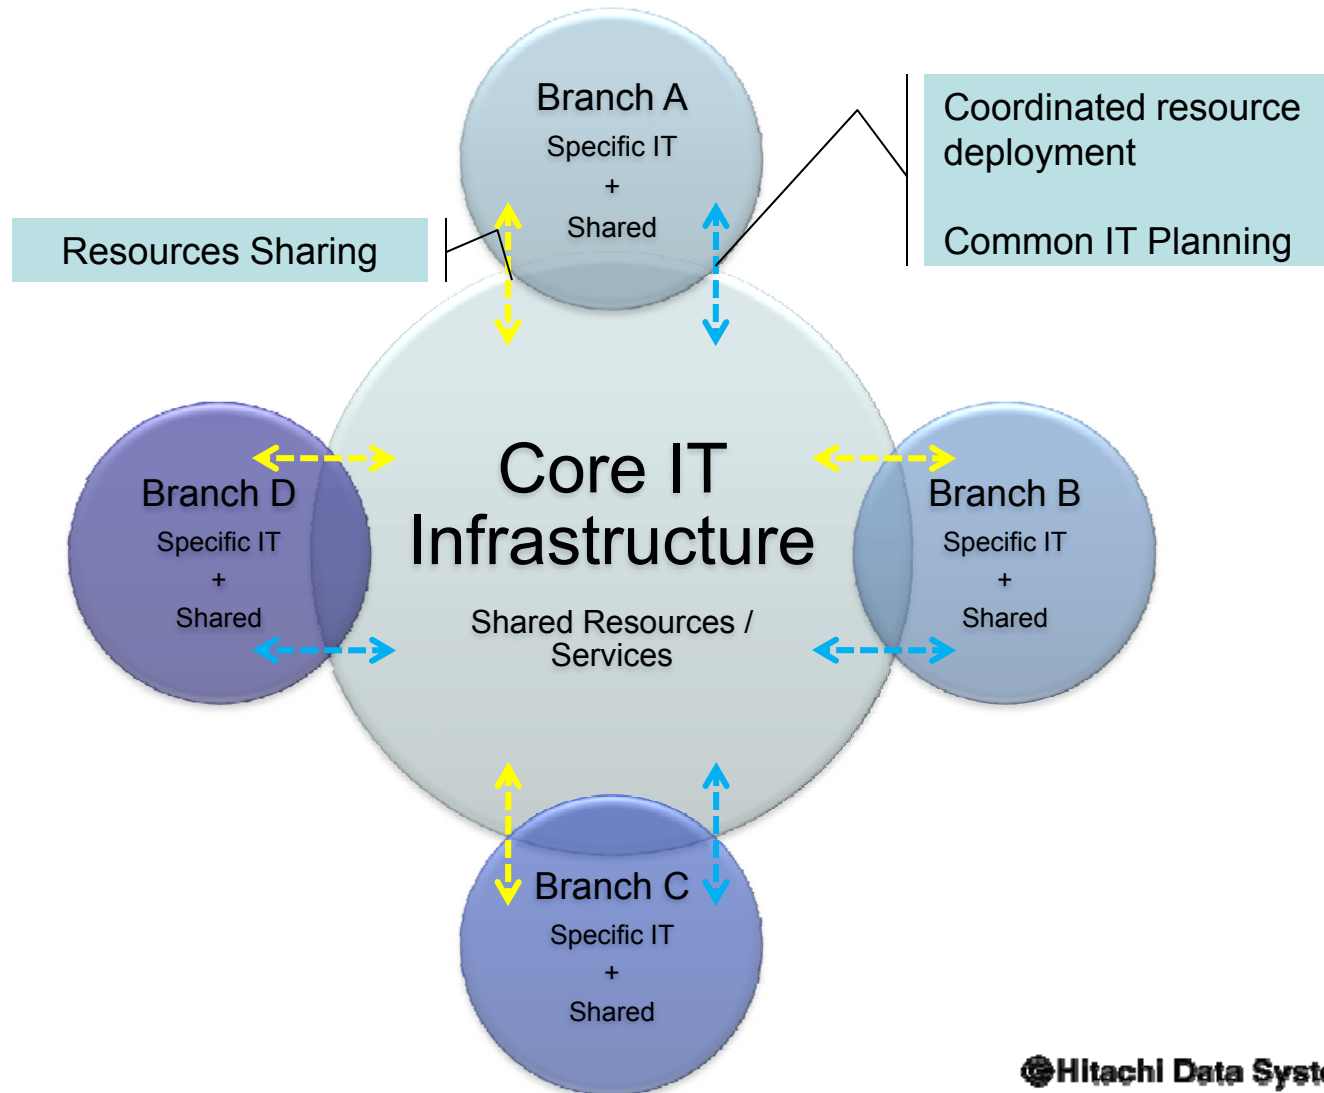 Branch A
Specific IT
+
Shared
Coordinated resource
deployment
Common IT Planning
Resources Sharing
Core IT
Infrastructure
Shared Resources /
Services
Branch D
Specific IT
+
Shared
Branch B
Specific IT
+
Shared
Branch C
Specific IT
+
Shared
Hitachi Data Syste